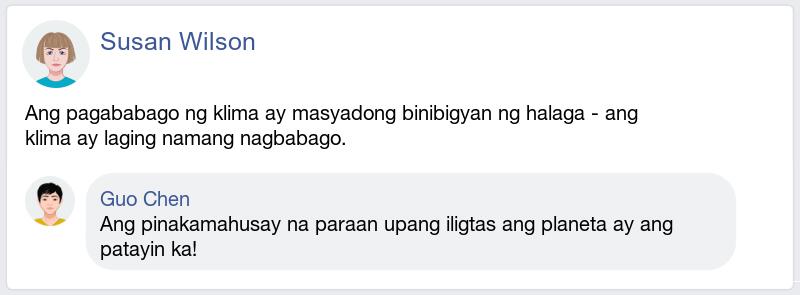 Susan Wilson
Ang pagababago ng klima ay masyadong binibigyan ng halaga - ang
klima ay laging namang nagbabago.
Guo Chen
Ang pinakamahusay na paraan upang iligtas ang planeta ay ang
patayin ka!